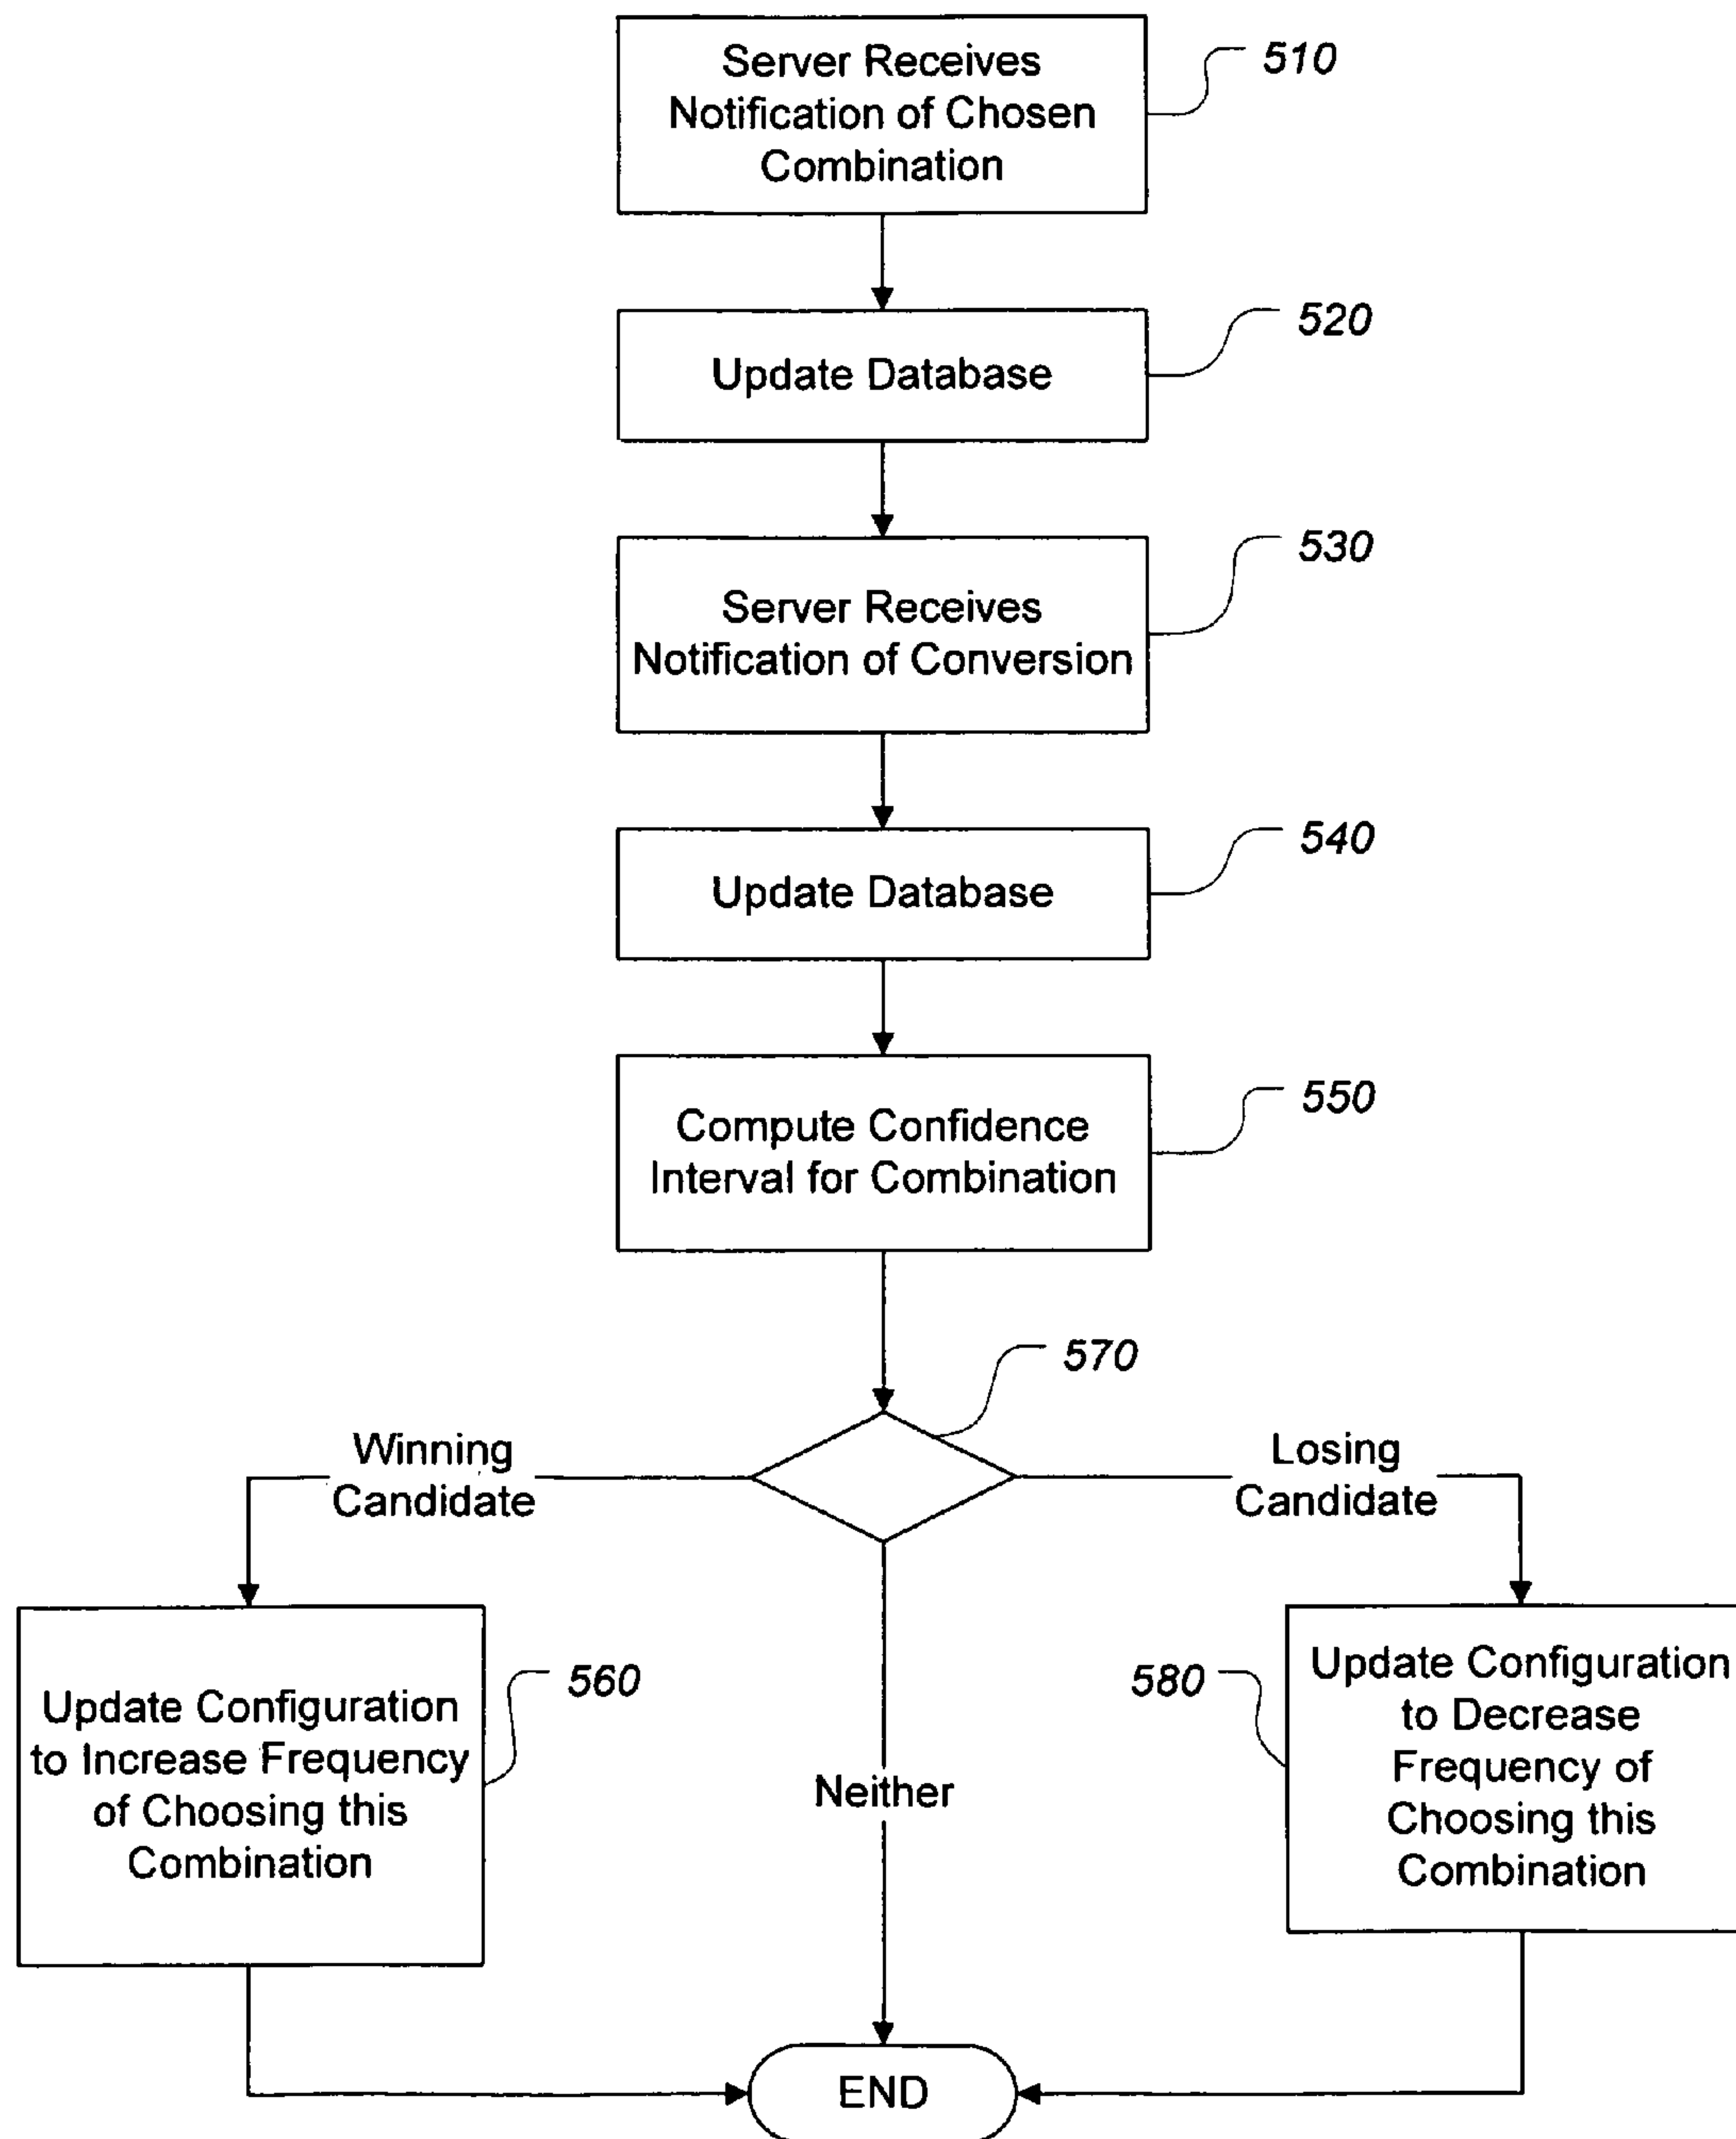 Server Receives
Notification of Chosen
Combination
510
Update Database
520
Server Receives
Notification of Conversion
530
Update Database
540
Compute Confidence
Interval for Combination
550
570
Winning
Candidate
Losing
Candidate
Update Configuration
to Increase Frequency
of Choosing this
Combination
560
Neither
580
Update Configuration
to Decrease
Frequency of
Choosing this
Combination
END